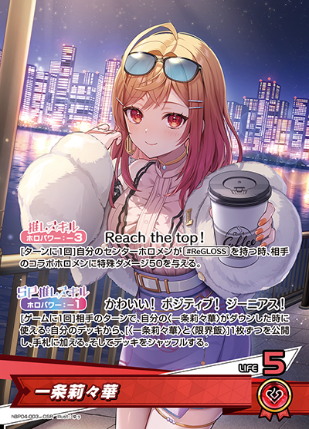 推しスキル
ホロパワー：-3
Reach the top！
[ターンに1回]自分のセンターホロメンが[#ReGLOSS]を持つ時、相手
のコラボホロメンに特殊ダメージ50を与える。
SP推しスキル
ホロパワー：-1
かわいい！ ポジティブ！ ジーニアス！
[ゲームに1回]相手のターンで、自分の〈一条莉々華〉がダウンした時に
使える：自分のデッキから、〈一条莉々華〉と〈限界飯〉1枚ずつを公開
し、手札に加える。そしてデッキをシャッフルする。
LIFE 5
一条莉々華